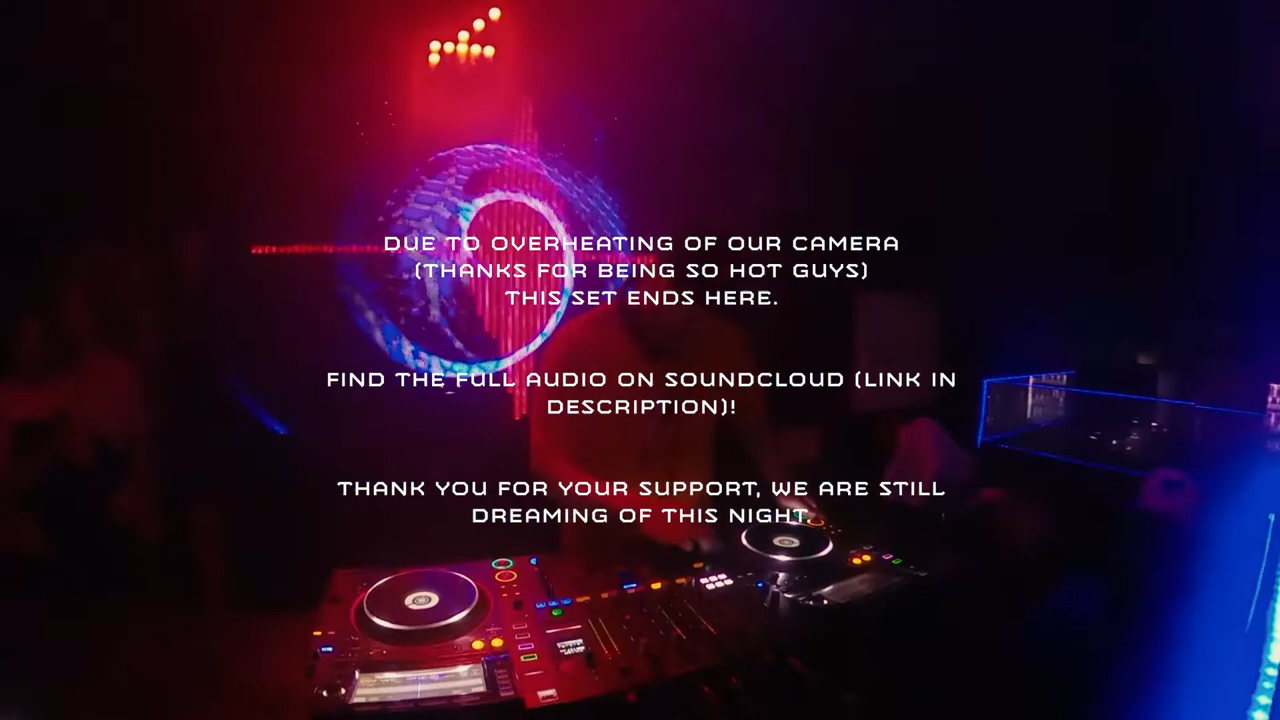 DUE TO OVERHEATING OF OUR CAMERA
(THANKS FOR BEING SO HOT GUYS)
THIS SET ENDS HERE.
FIND THE FULL AUDIO ON SOUNDCLOUD (LINK IN
DESCRIPTION)!
THANK YOU FOR YOUR SUPPORT, WE ARE STILL
DREAMING OF THIS NIGHT.